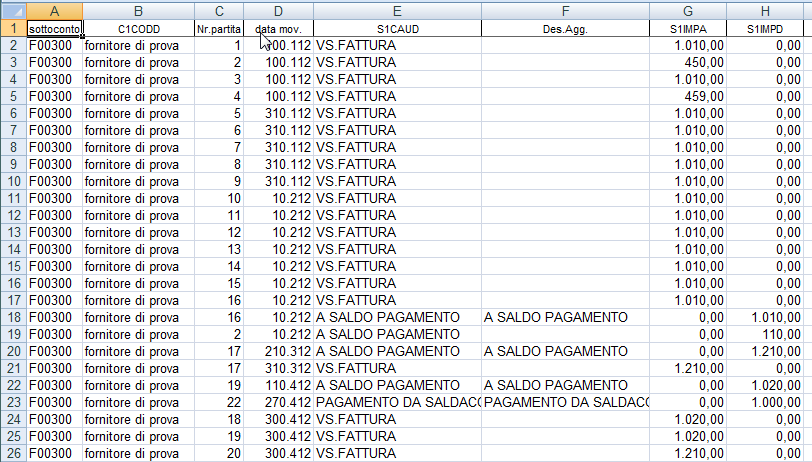 A B C D E F G H
1 sottoconto C1CODD Nr.partita data mov. S1CAUD Des.Agg. S1IMPA S1IMPD
2 F00300 fornitore di prova 1 100.112 VS.FATTURA 1.010,00 0,00
3 F00300 fornitore di prova 2 100.112 VS.FATTURA 450,00 0,00
4 F00300 fornitore di prova 3 100.112 VS.FATTURA 1.010,00 0,00
5 F00300 fornitore di prova 4 100.112 VS.FATTURA 459,00 0,00
6 F00300 fornitore di prova 5 310.112 VS.FATTURA 1.010,00 0,00
7 F00300 fornitore di prova 6 310.112 VS.FATTURA 1.010,00 0,00
8 F00300 fornitore di prova 7 310.112 VS.FATTURA 1.010,00 0,00
9 F00300 fornitore di prova 8 310.112 VS.FATTURA 1.010,00 0,00
10 F00300 fornitore di prova 9 310.112 VS.FATTURA 1.010,00 0,00
11 F00300 fornitore di prova 10 10.212 VS.FATTURA 1.010,00 0,00
12 F00300 fornitore di prova 11 10.212 VS.FATTURA 1.010,00 0,00
13 F00300 fornitore di prova 12 10.212 VS.FATTURA 1.010,00 0,00
14 F00300 fornitore di prova 13 10.212 VS.FATTURA 1.010,00 0,00
15 F00300 fornitore di prova 14 10.212 VS.FATTURA 1.010,00 0,00
16 F00300 fornitore di prova 15 10.212 VS.FATTURA 1.010,00 0,00
17 F00300 fornitore di prova 16 10.212 VS.FATTURA 1.010,00 0,00
18 F00300 fornitore di prova 16 10.212 A SALDO PAGAMENTO A SALDO PAGAMENTO 0,00 1.010,00
19 F00300 fornitore di prova 2 10.212 A SALDO PAGAMENTO 0,00 110,00
20 F00300 fornitore di prova 17 210.312 A SALDO PAGAMENTO A SALDO PAGAMENTO 0,00 1.210,00
21 F00300 fornitore di prova 17 310.312 VS.FATTURA 1.210,00 0,00
22 F00300 fornitore di prova 19 110.412 A SALDO PAGAMENTO A SALDO PAGAMENTO 0,00 1.020,00
23 F00300 fornitore di prova 22 270.412 PAGAMENTO DA SALDACC PAGAMENTO DA SALDACC 0,00 1.000,00
24 F00300 fornitore di prova 18 300.412 VS.FATTURA 1.020,00 0,00
25 F00300 fornitore di prova 19 300.412 VS.FATTURA 1.020,00 0,00
26 F00300 fornitore di prova 20 300.412 VS.FATTURA 1.210,00 0,00